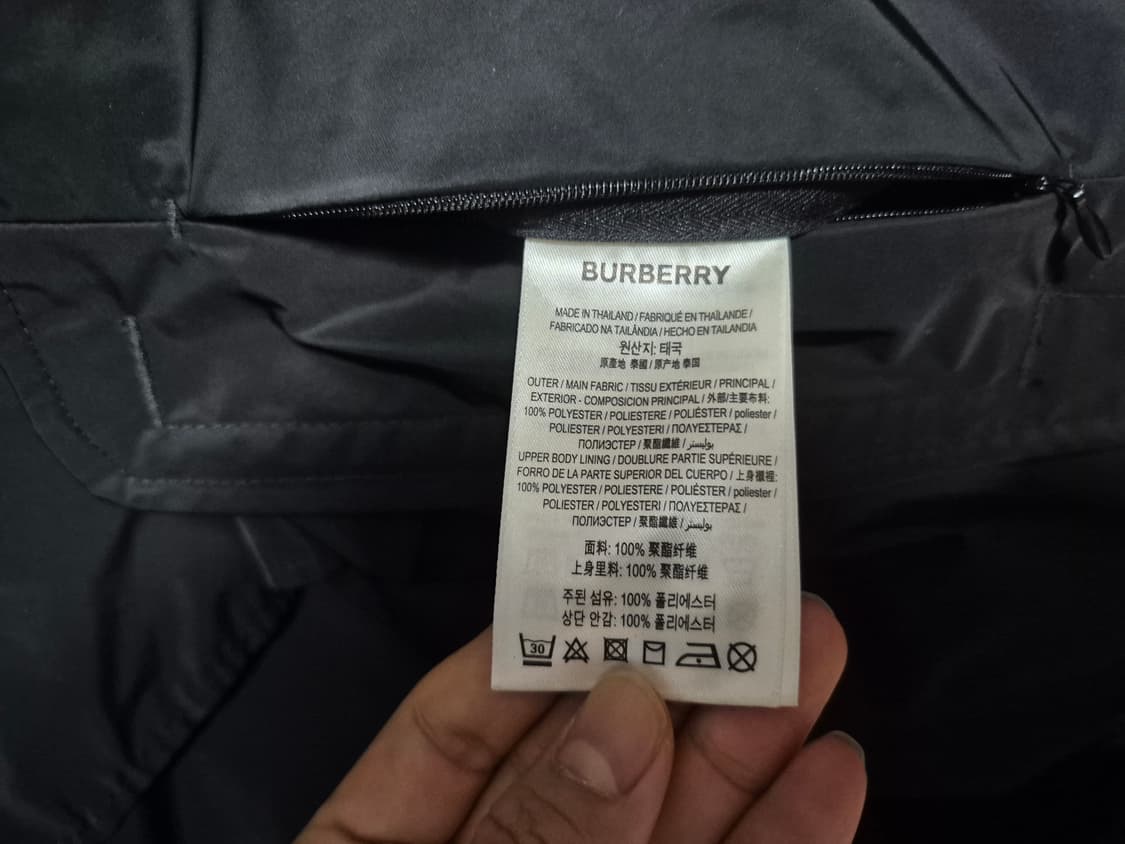 BURBERRY
MADE IN THAILAND / FABRIQUÉ EN THAÏLANDE /
FABRICADO NA TAILÂNDIA / HECHO EN TAILANDIA
원산지: 태국
原產地 泰國 / 原产地 泰国
OUTER / MAIN FABRIC / TISSU EXTÉRIEUR / PRINCIPAL /
EXTERIOR - COMPOSICION PRINCIPAL / 外部/主要布料:
100% POLYESTER / POLIESTERE / POLIÉSTER / poliester /
POLIESTER / POLYESTERI / ΠΟΛΥΕΣΤΕΡΑΣ /
ПОЛИЭСТЕР / 聚酯纖維 / بوليستر
UPPER BODY LINING / DOUBLURE PARTIE SUPÉRIEURE /
FORRO DE LA PARTE SUPERIOR DEL CUERPO / 上身襯裡:
100% POLYESTER / POLIESTERE / POLIÉSTER / poliester /
POLIESTER / POLYESTERI / ΠΟΛΥΕΣΤΕΡΑΣ /
ПОЛИЭСТЕР / 聚酯纖維 / بوليستر
面料: 100% 聚酯纤维
上身里料: 100% 聚酯纤维
주된 섬유: 100% 폴리에스터
상단 안감: 100% 폴리에스터
30